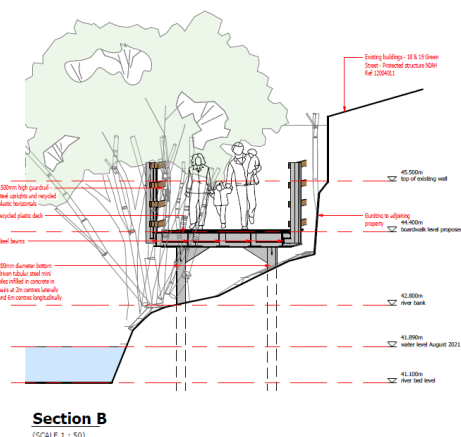 Existing buildings - 18 & 19 Green
Street - Protected structure NIAH
Ref 12004011
45.500m
top of existing wall
.500mm high guardrail -
steel uprights and recycled
plastic horizontals
recycled plastic deck
Guniting to adjoining
property
44.400m
boardwalk level propose
steel beams
00mm diameter bottom
driven tubular steel mini
piles infilled in concrete in
pairs at 2m centres laterally
and 6m centres longitudinally
42.800m
river bank
41.890m
water level August 2021
41.100m
river bed level
Section B
(SCALE 1 : 50)